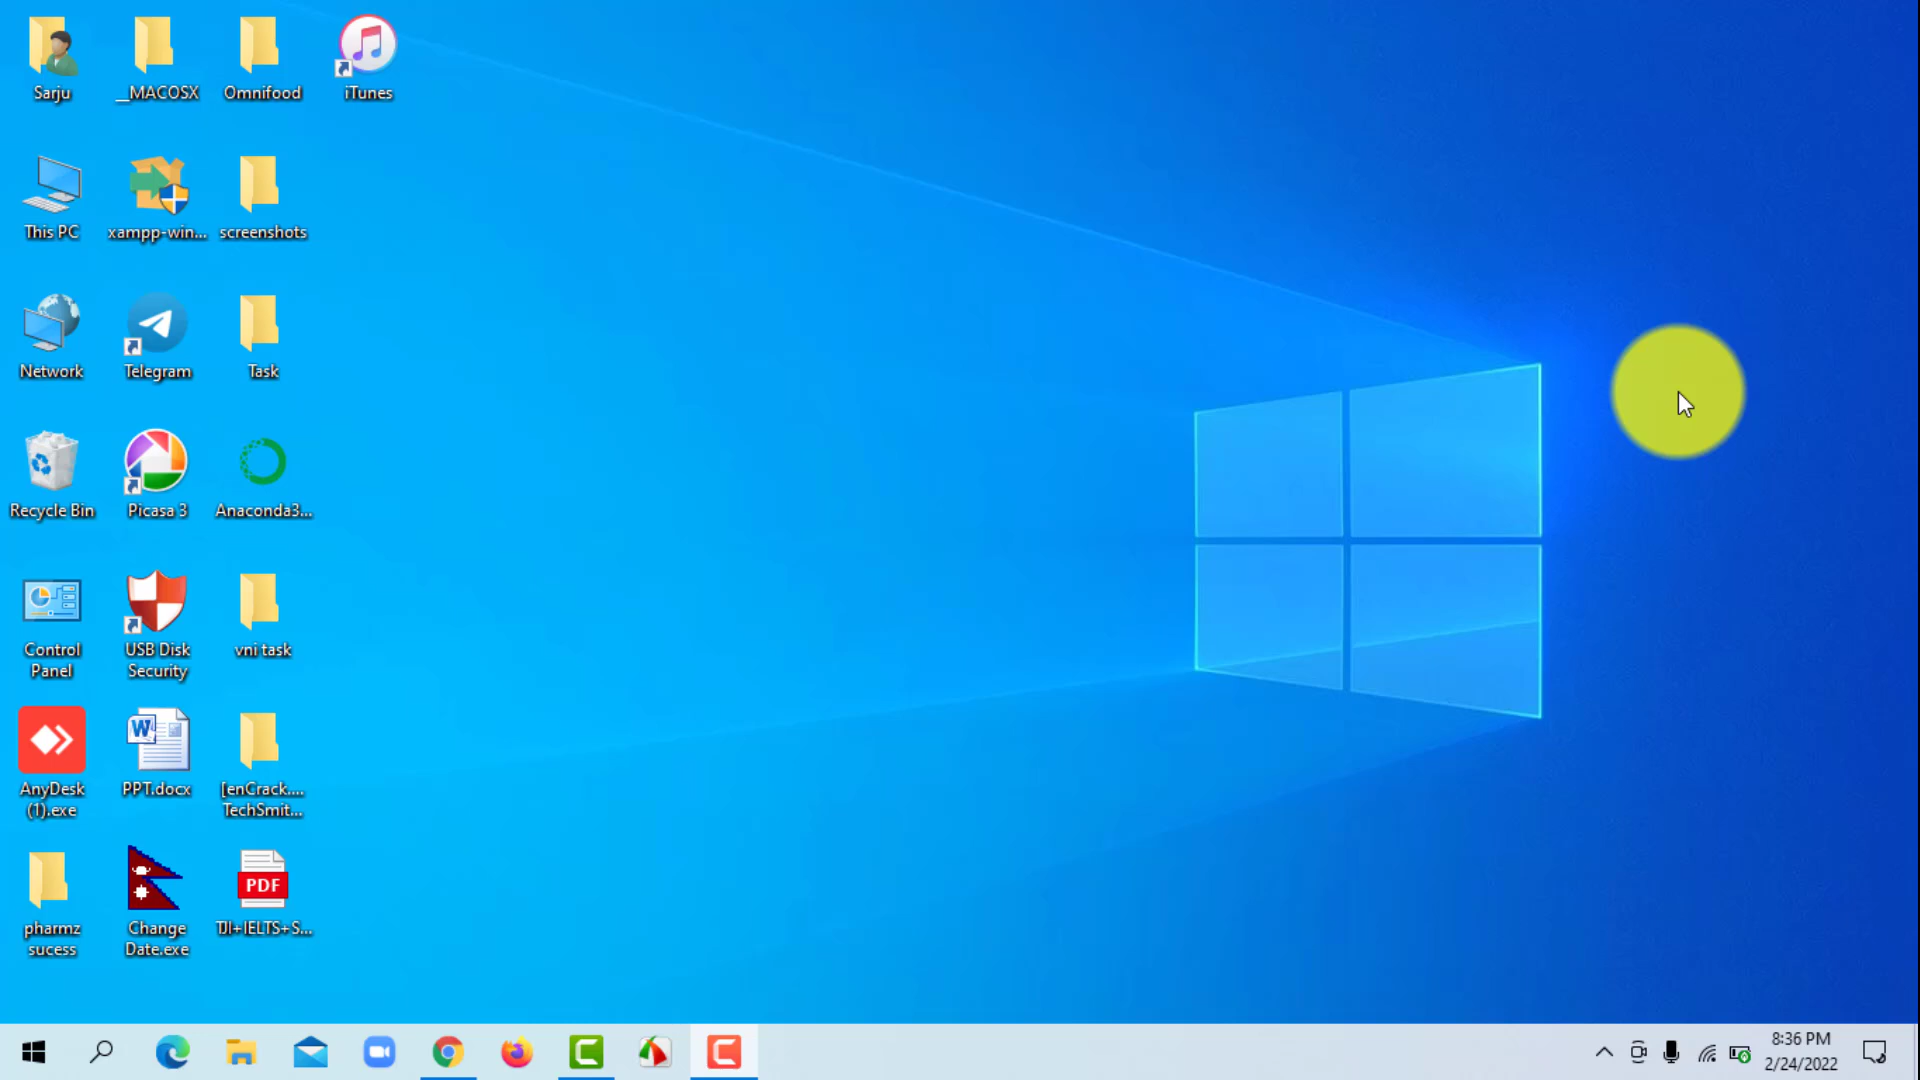 Sarju
__MACOSX
Omnifood
iTunes
This PC
xampp-win...
screenshots
Network
Telegram
Task
Recycle Bin
Picasa 3
Anaconda3...
Control
Panel
USB Disk
Security
vni task
AnyDesk
(1).exe
W
PPT.docx
[enCrack....
TechSmit...
pharmz
sucess
Change
Date.exe
PDF
TJI+IELTS+S...
8:36 PM
2/24/2022